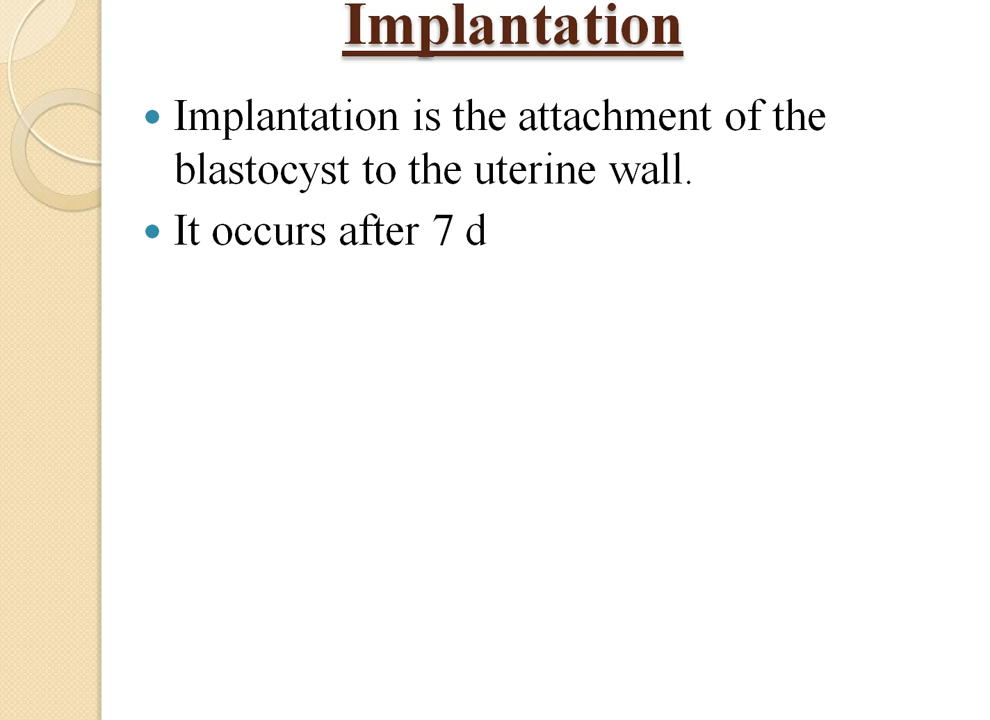 Implantation
• Implantation is the attachment of the
blastocyst to the uterine wall.
• It occurs after 7 d